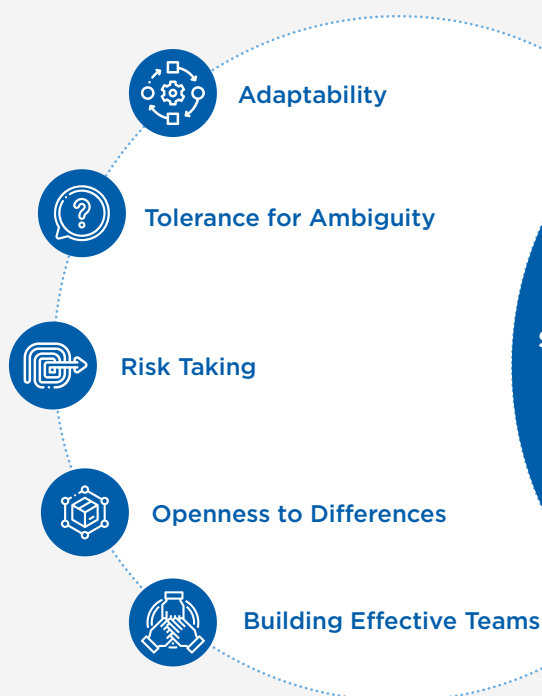 Adaptability
Tolerance for Ambiguity
Risk Taking
Openness to Differences
Building Effective Teams